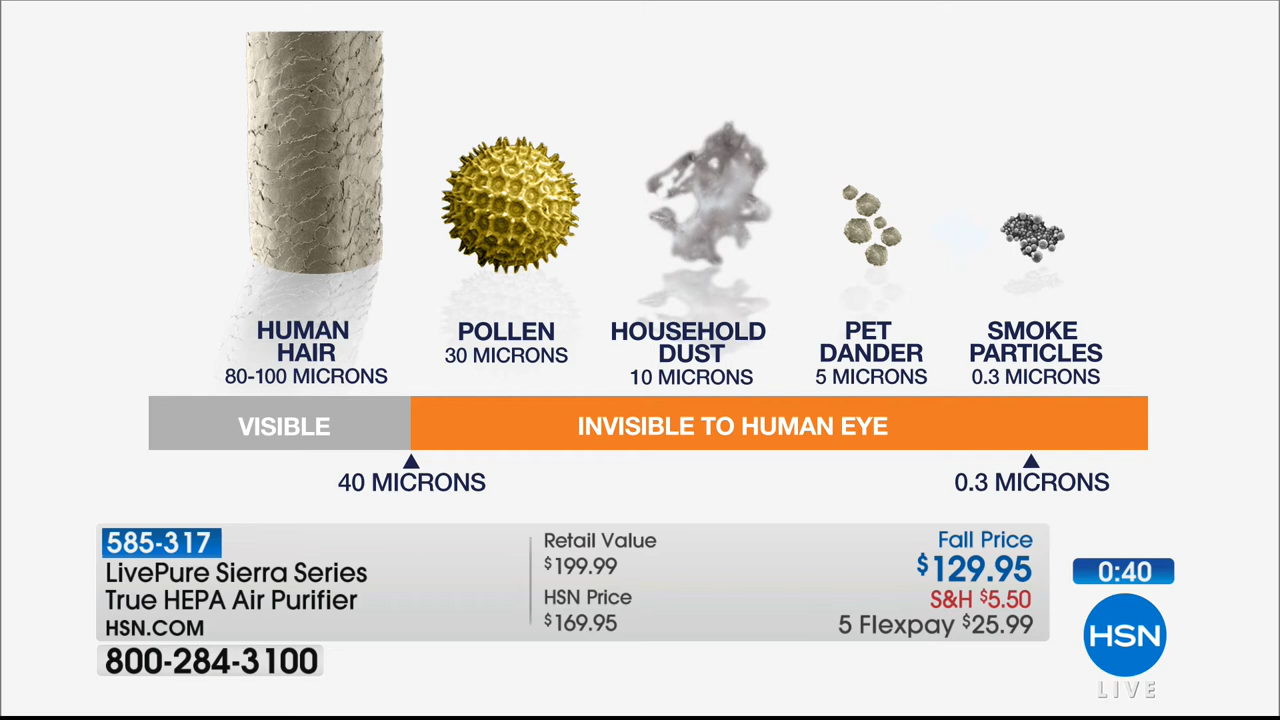 HUMAN
HAIR
80-100 MICRONS
POLLEN
30 MICRONS
HOUSEHOLD
DUST
10 MICRONS
PET
DANDER
5 MICRONS
SMOKE
PARTICLES
0.3 MICRONS
VISIBLE
INVISIBLE TO HUMAN EYE
40 MICRONS
0.3 MICRONS
585-317
LivePure Sierra Series
True HEPA Air Purifier
HSN.COM
800-284-3100
Retail Value
$199.99
HSN Price
$169.95
Fall Price
$129.95
S&H $5.50
5 Flexpay $25.99
0:40
HSN
LIVE